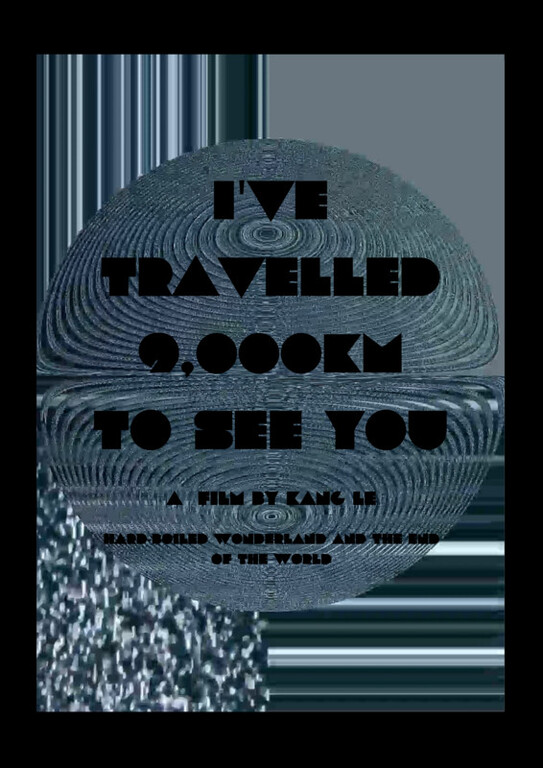 I'VE
TRAVELLED
9,000KM
TO SEE YOU
A FILM BY KANG LE
HARD-BOILED WONDERLAND AND THE END
OF THE WORLD